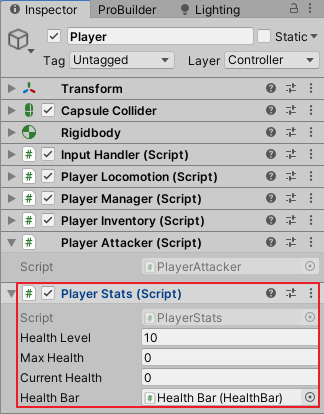 Inspector ProBuilder Lighting
Player Static
Tag Untagged Layer Controller
Transform
Capsule Collider
Rigidbody
# Input Handler (Script)
# Player Locomotion (Script)
# Player Manager (Script)
# Player Inventory (Script)
# Player Attacker (Script)
Script # PlayerAttacker
# Player Stats (Script)
Script # PlayerStats
Health Level 10
Max Health 0
Current Health 0
Health Bar # Health Bar (HealthBar)